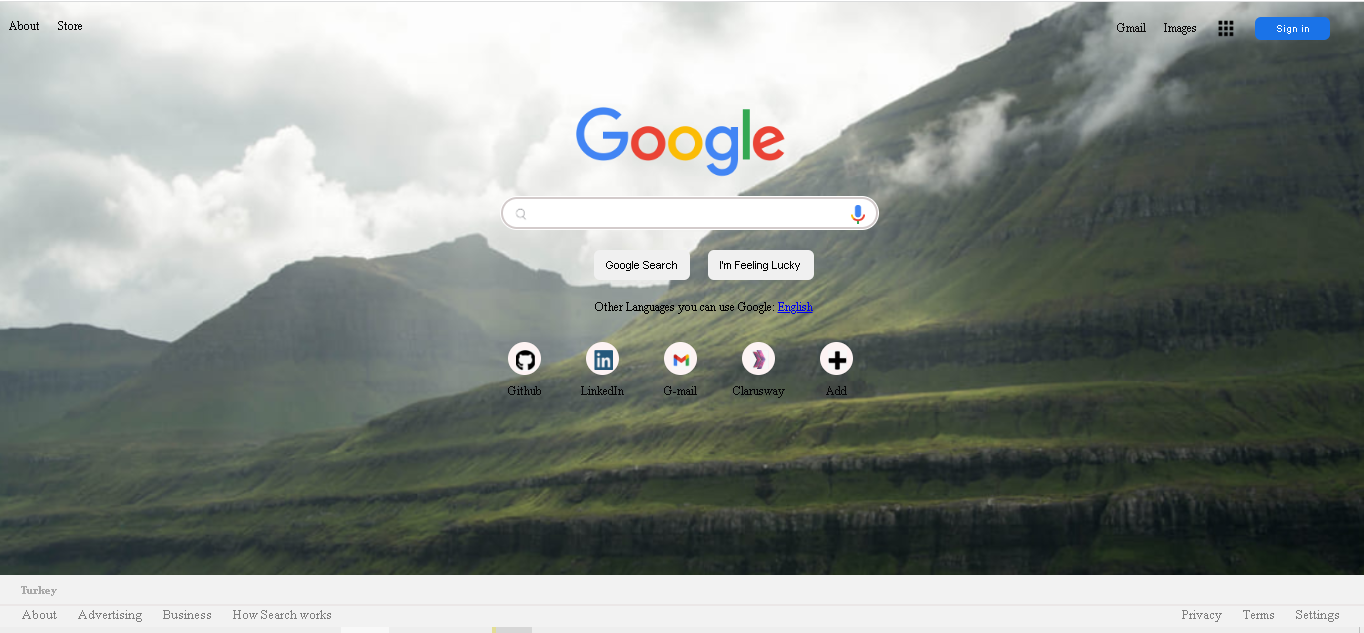 About Store
Gmail Images Sign in
Google
Google Search I'm Feeling Lucky
Other Languages you can use Google: English
Github LinkedIn G-mail Clarusway Add
Turkey
About Advertising Business How Search works
Privacy Terms Settings